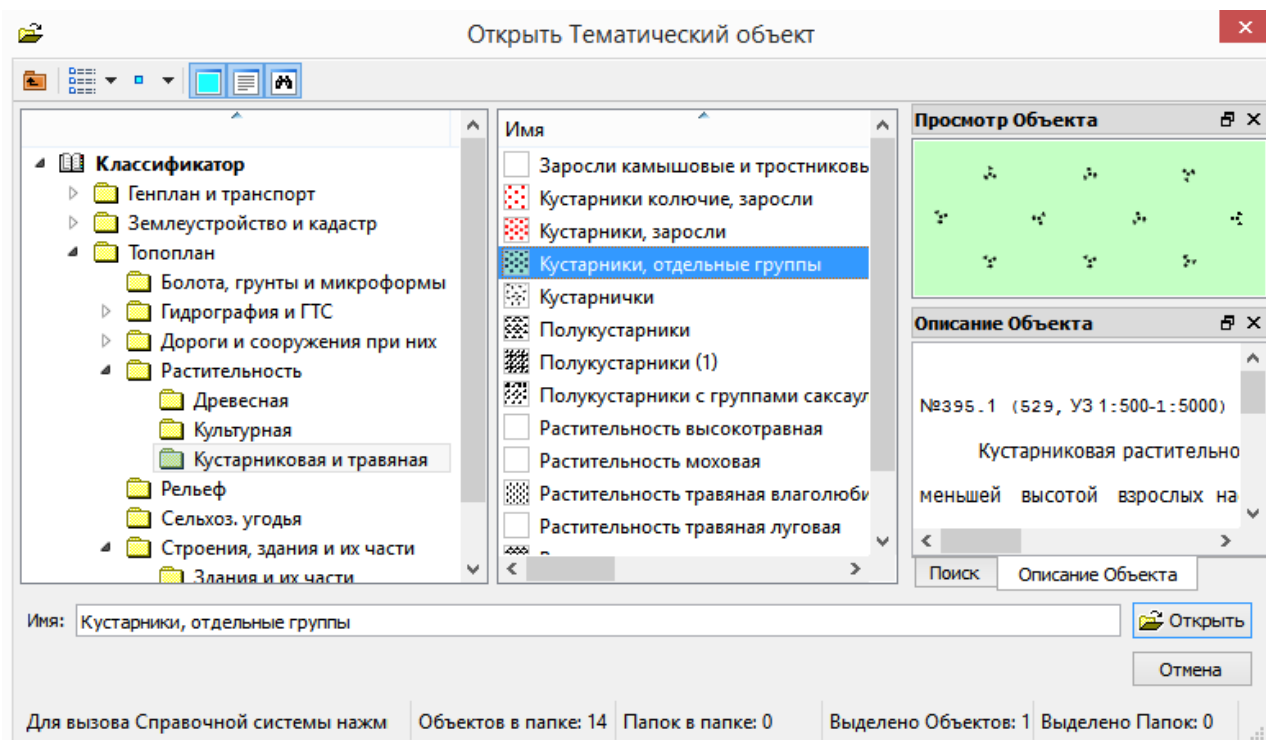 Открыть Тематический объект
Классификатор
Генплан и транспорт
Землеустройство и кадастр
Топоплан
Болота, грунты и микроформы
Гидрография и ГТС
Дороги и сооружения при них
Растительность
Древесная
Культурная
Кустарниковая и травяная
Рельеф
Сельхоз. угодья
Строения, здания и их части
Здания и их части
Имя
Заросли камышовые и тростниковы
Кустарники колючие, заросли
Кустарники, заросли
Кустарники, отдельные группы
Кустарнички
Полукустарники
Полукустарники (1)
Полукустарники с группами саксаул
Растительность высокотравная
Растительность моховая
Растительность травяная влаголюби
Растительность травяная луговая
Просмотр Объекта
Описание Объекта
№395.1 (529, УЗ 1:500-1:5000)
Кустарниковая растительно
меньшей высотой взрослых на
Поиск Описание Объекта
Имя: Кустарники, отдельные группы
Открыть
Отмена
Для вызова Справочной системы нажм Объектов в папке: 14 Папок в папке: 0 Выделено Объектов: 1 Выделено Папок: 0